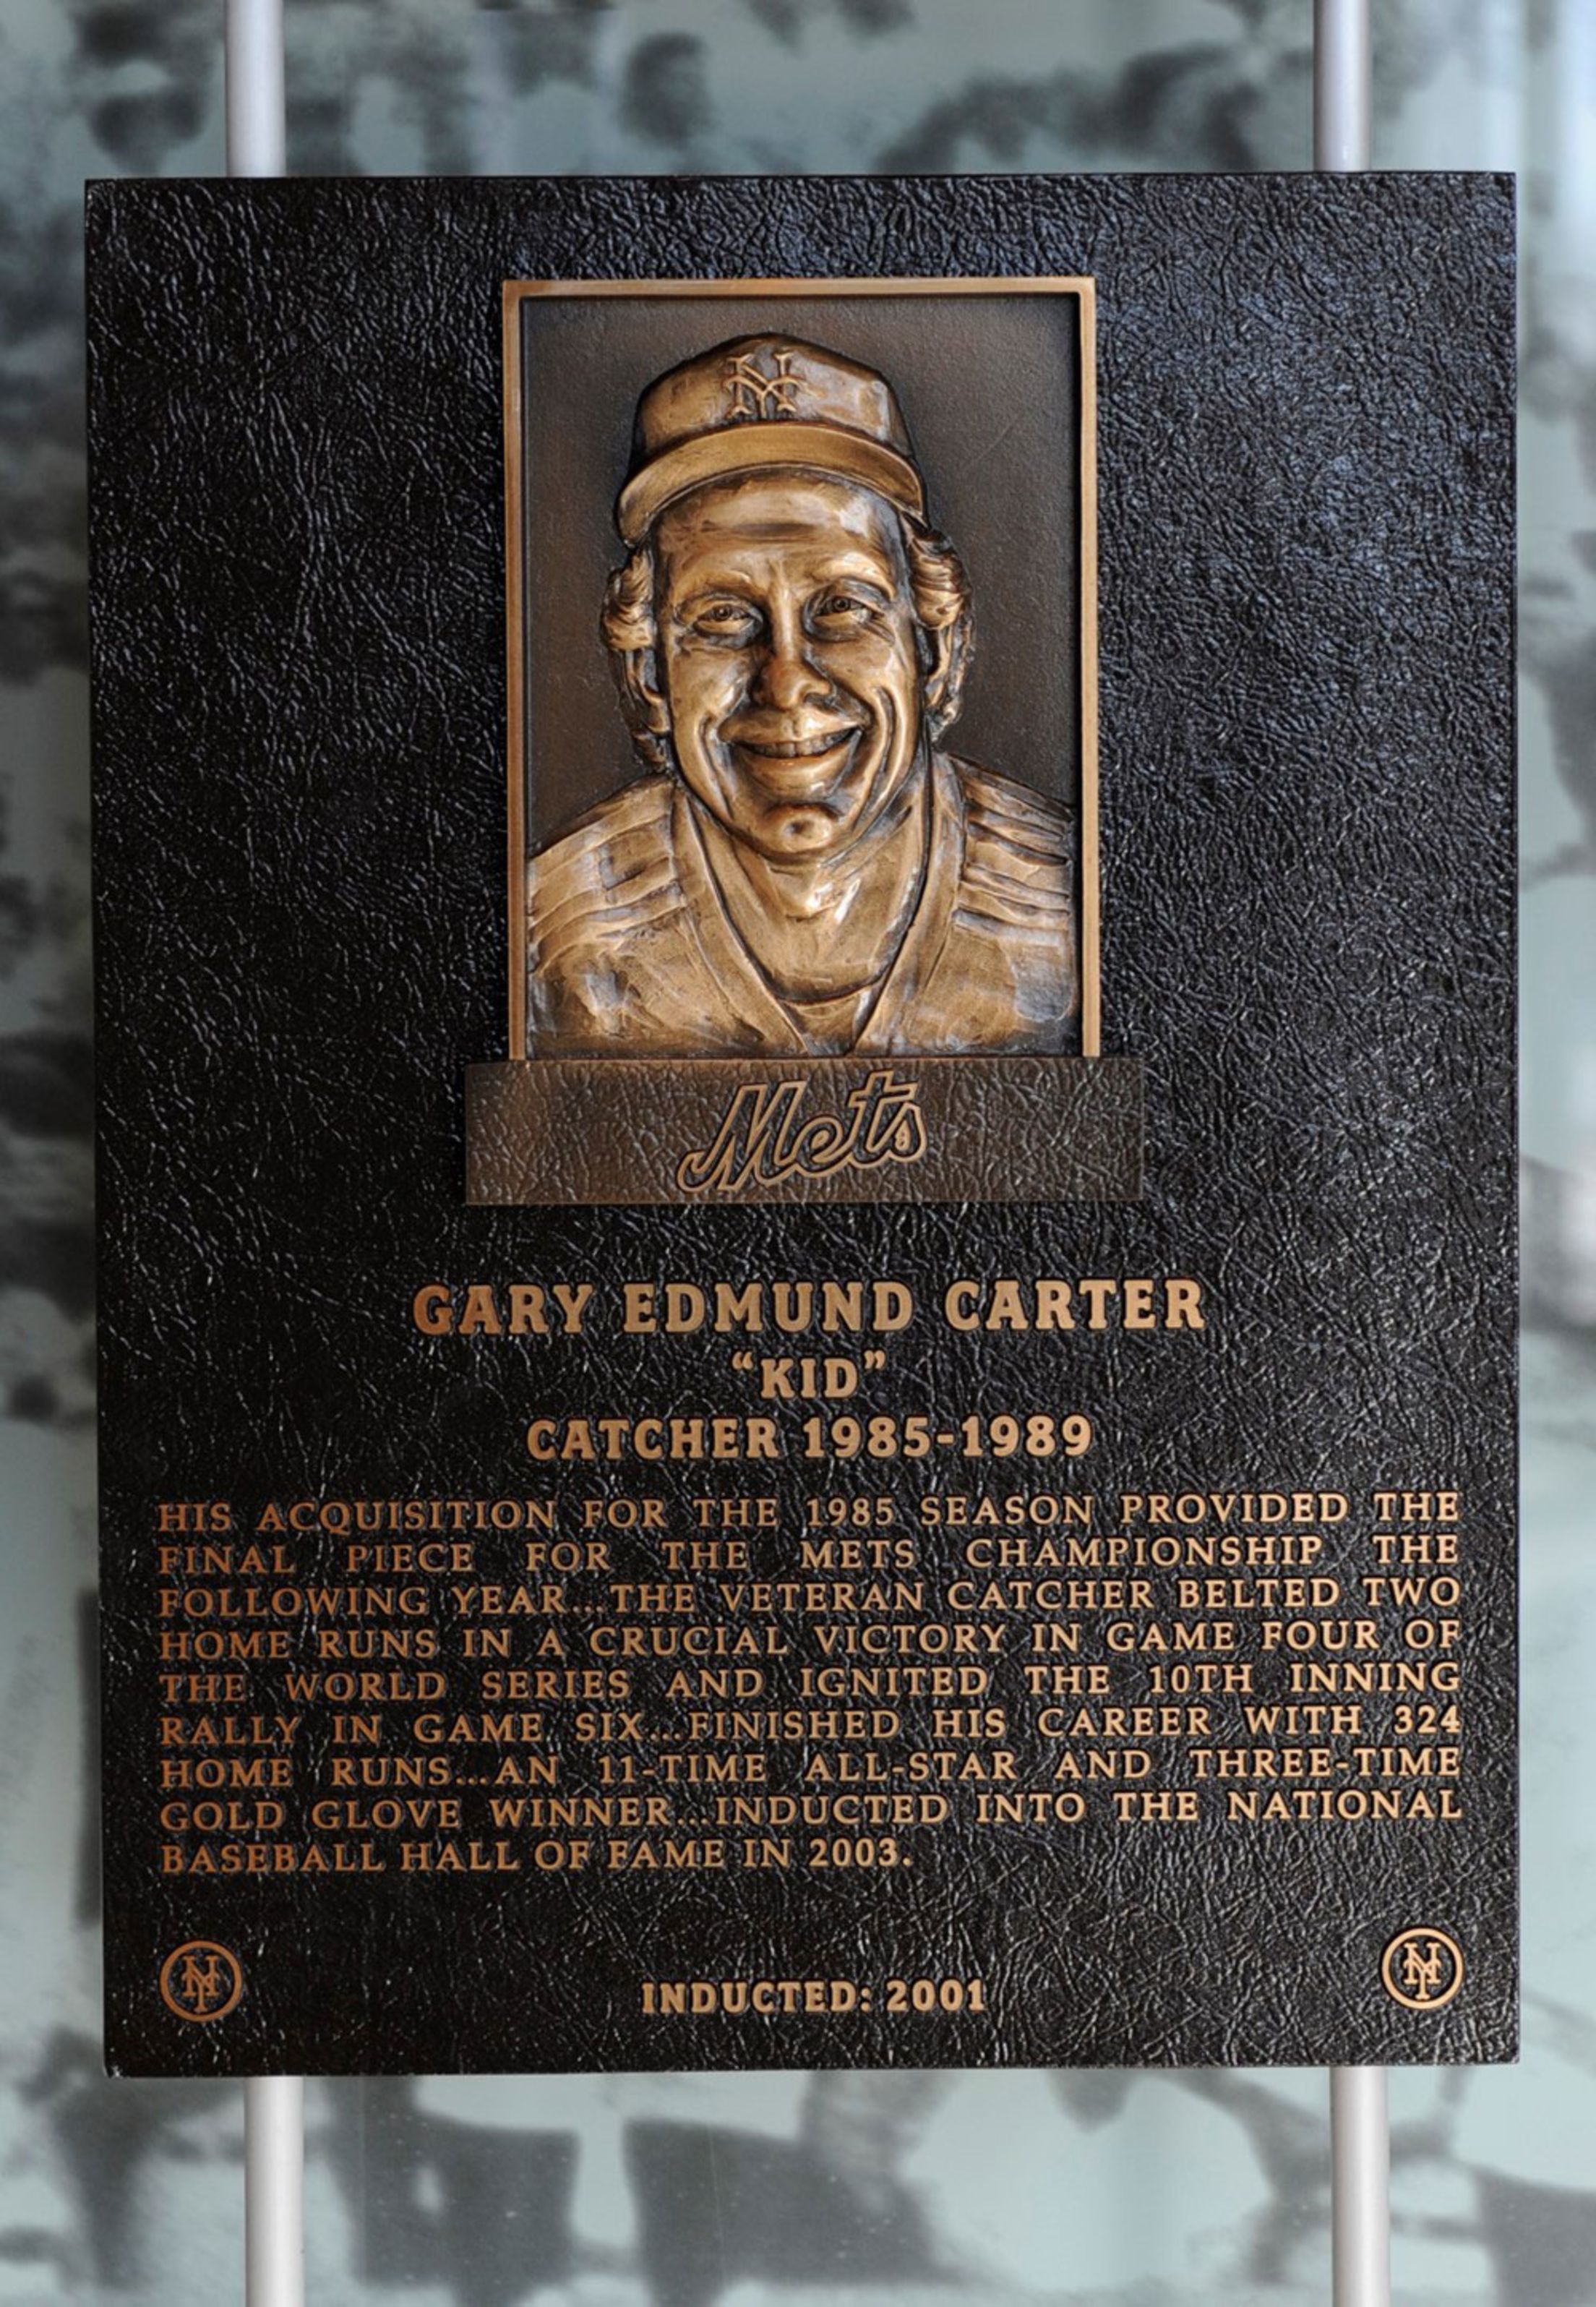 NY
Mets
GARY EDMUND CARTER
“KID”
CATCHER 1985-1989
HIS ACQUISITION FOR THE 1985 SEASON PROVIDED THE
FINAL PIECE FOR THE METS CHAMPIONSHIP THE
FOLLOWING YEAR...THE VETERAN CATCHER BELTED TWO
HOME RUNS IN A CRUCIAL VICTORY IN GAME FOUR OF
THE WORLD SERIES AND IGNITED THE 10TH INNING
RALLY IN GAME SIX...FINISHED HIS CAREER WITH 324
HOME RUNS...AN 11-TIME ALL-STAR AND THREE-TIME
GOLD GLOVE WINNER...INDUCTED INTO THE NATIONAL
BASEBALL HALL OF FAME IN 2003.
NY
INDUCTED: 2001
NY